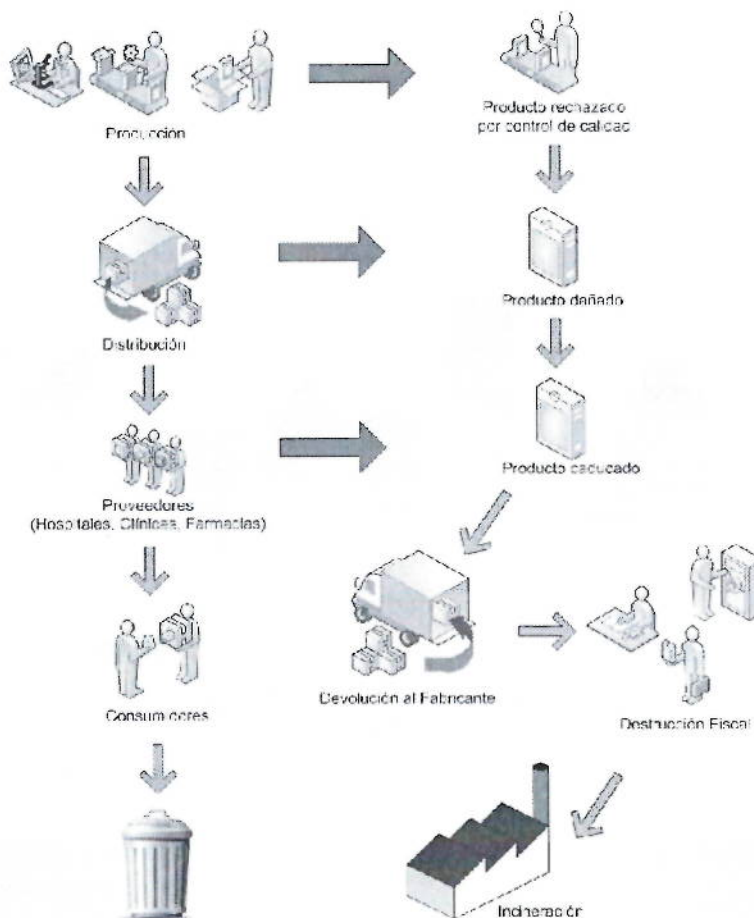 Producción
Producto rechazado
por control de calidad
Distribución
Producto dañado
Proveedores
(Hospitales, Clínicas, Farmacias)
Producto caducado
Consumidores
Devolución al Fabricante
Destrucción Fiscal
Incineración